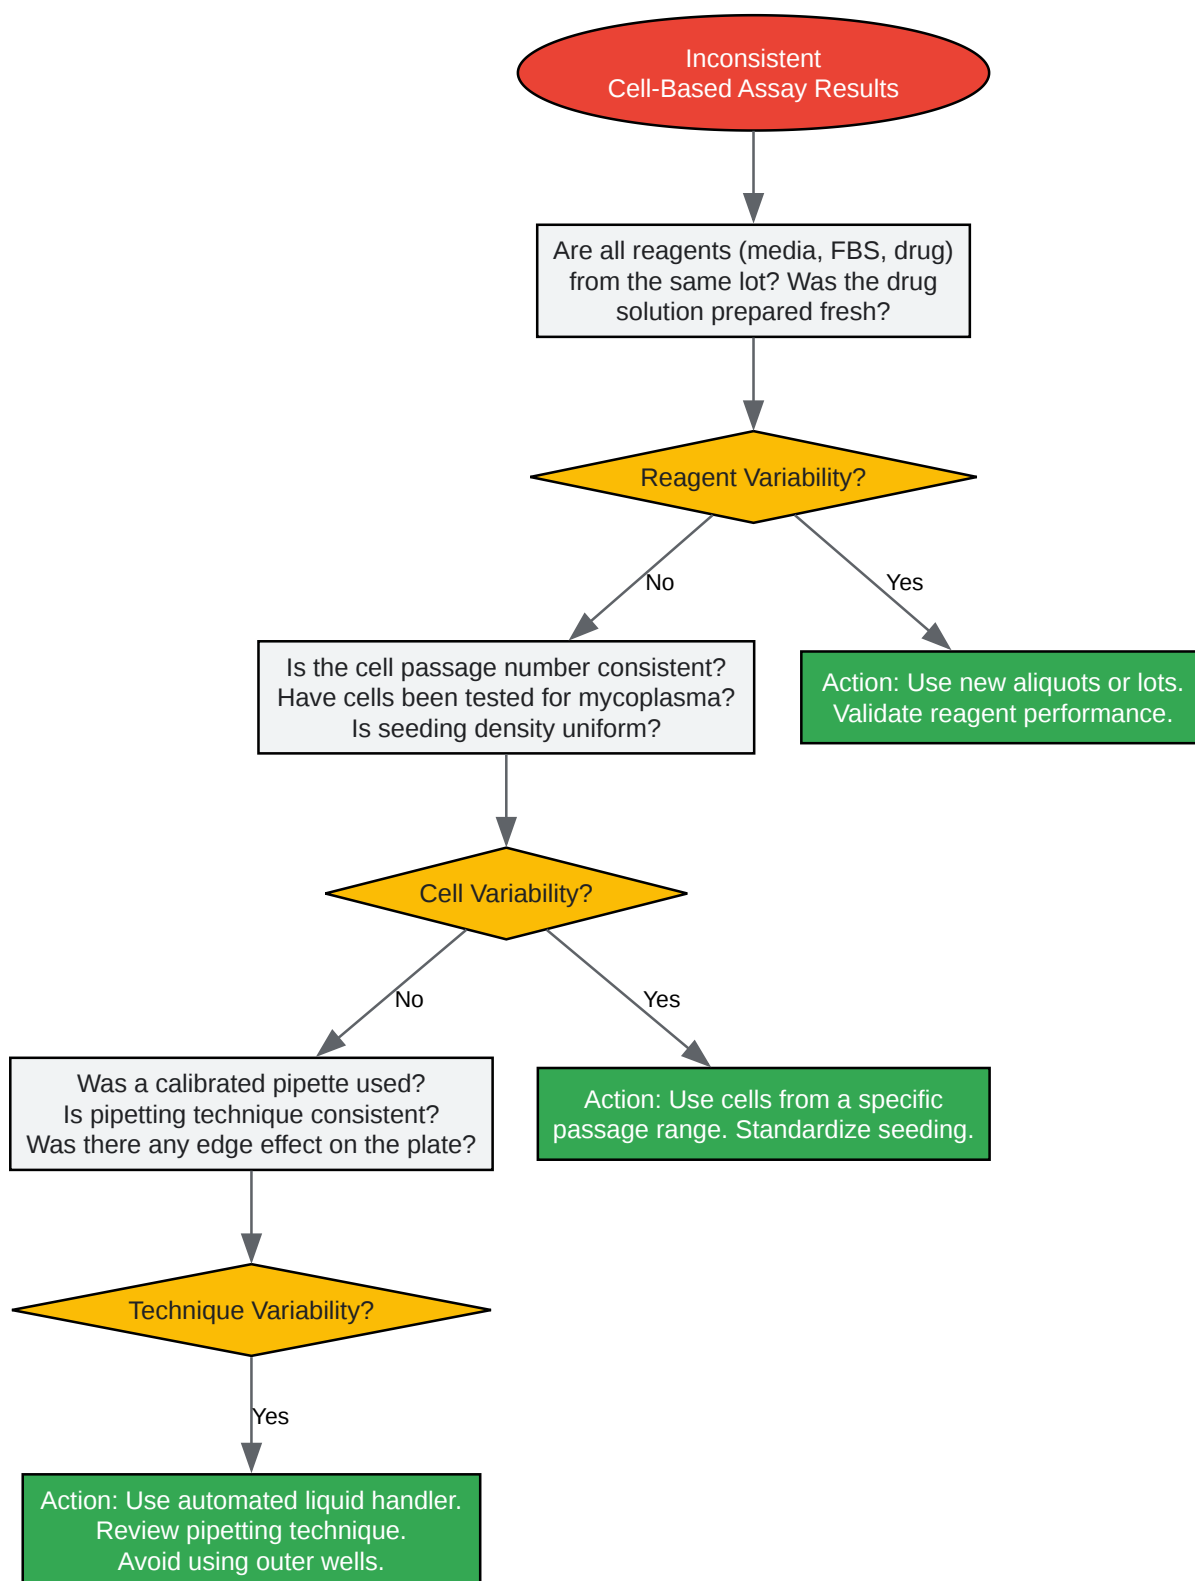 Inconsistent
Cell-Based Assay Results
Are all reagents (media, FBS, drug)
from the same lot? Was the drug
solution prepared fresh?
Reagent Variability?
No
Yes
Is the cell passage number consistent?
Have cells been tested for mycoplasma?
Is seeding density uniform?
Action: Use new aliquots or lots.
Validate reagent performance.
Cell Variability?
No
Yes
Was a calibrated pipette used?
Is pipetting technique consistent?
Was there any edge effect on the plate?
Action: Use cells from a specific
passage range. Standardize seeding.
Technique Variability?
Yes
Action: Use automated liquid handler.
Review pipetting technique.
Avoid using outer wells.